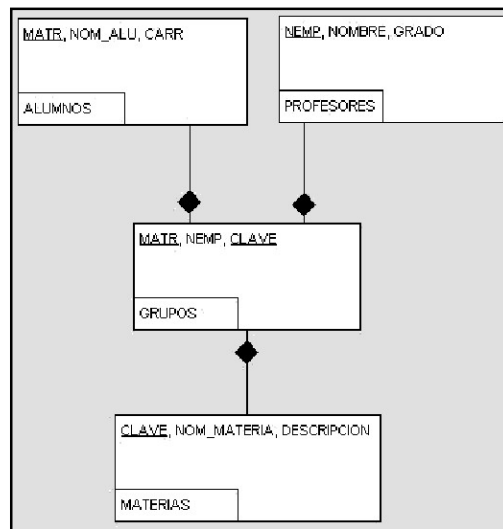 MATR, NOM_ALU, CARR
ALUMNOS
NEMP, NOMBRE, GRADO
PROFESORES
MATR, NEMP, CLAVE
GRUPOS
CLAVE, NOM_MATERIA, DESCRIPCION
MATERIAS